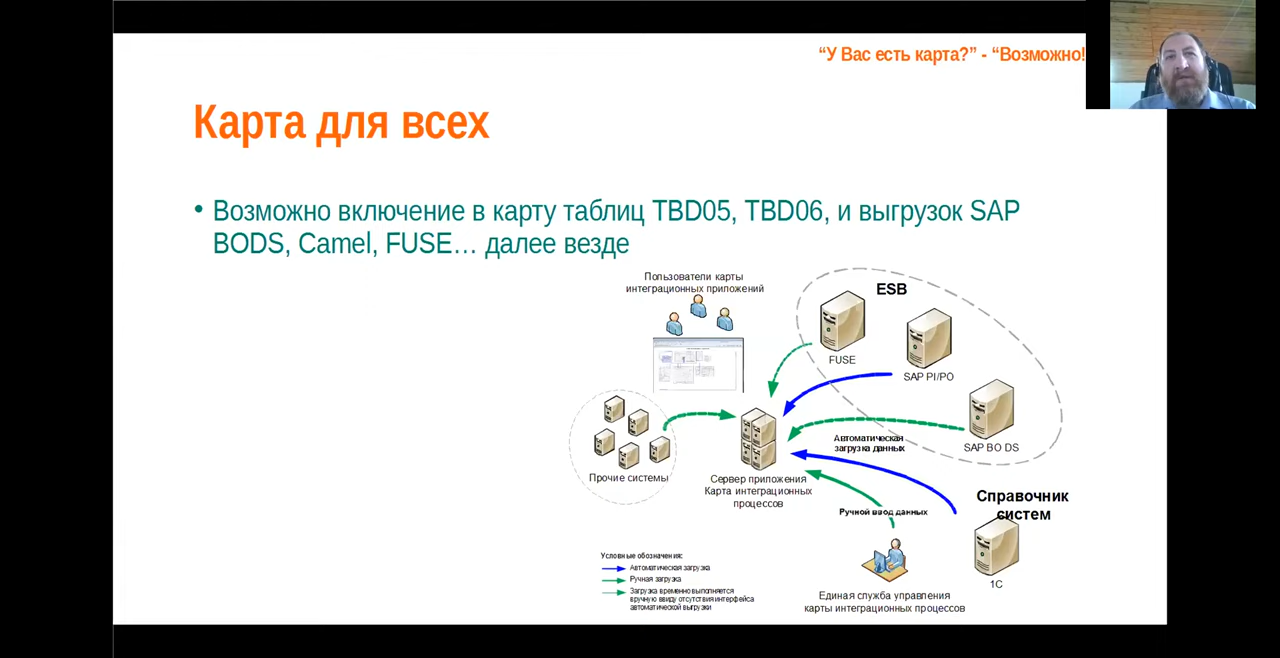 “У Вас есть карта?” - “Возможно!
Карта для всех
• Возможно включение в карту таблиц TBD05, TBD06, и выгрузок SAP
BODS, Camel, FUSE… далее везде
Пользователи карты
интеграционных приложений
ESB
FUSE
SAP PI/PO
SAP BO DS
Автоматическая
загрузка данных
Прочие системы
Сервер приложения
Карта интеграционных
процессов
Справочник
систем
Ручной ввод данных
1С
Единая служба управления
карты интеграционных процессов
Условные обозначения:
Автоматическая загрузка
Ручная загрузка
Загрузка временно выполняется
вручную ввиду отсутствия интерфейса
автоматической выгрузки